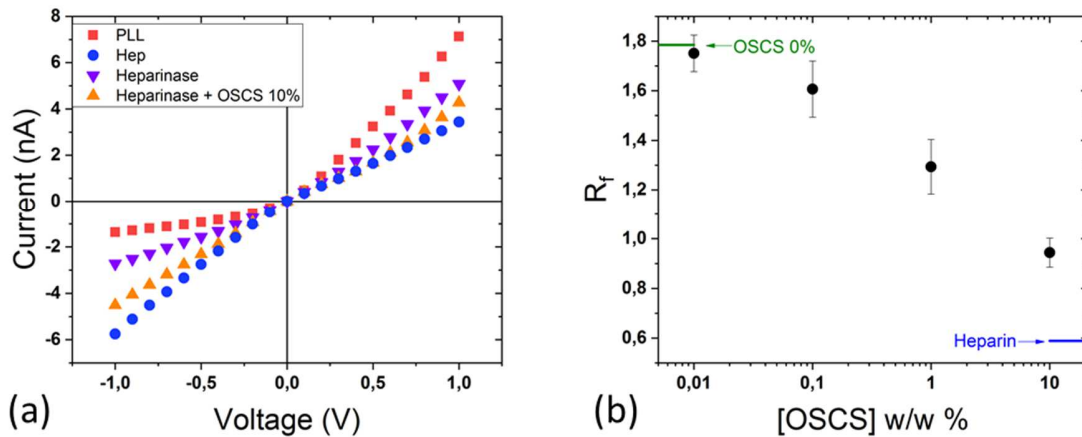 8
6
4
2
0
-2
-4
-6
Current (nA)
PLL
Hep
Heparinase
Heparinase + OSCS 10%
-1,0
-0,5
0,0
0,5
1,0
Voltage (V)
(a)
1,8
1,6
1,4
1,2
1,0
0,8
0,6
Rf
OSCS 0%
Heparin
0,01
0,1
1
10
[OSCS] w/w %
(b)